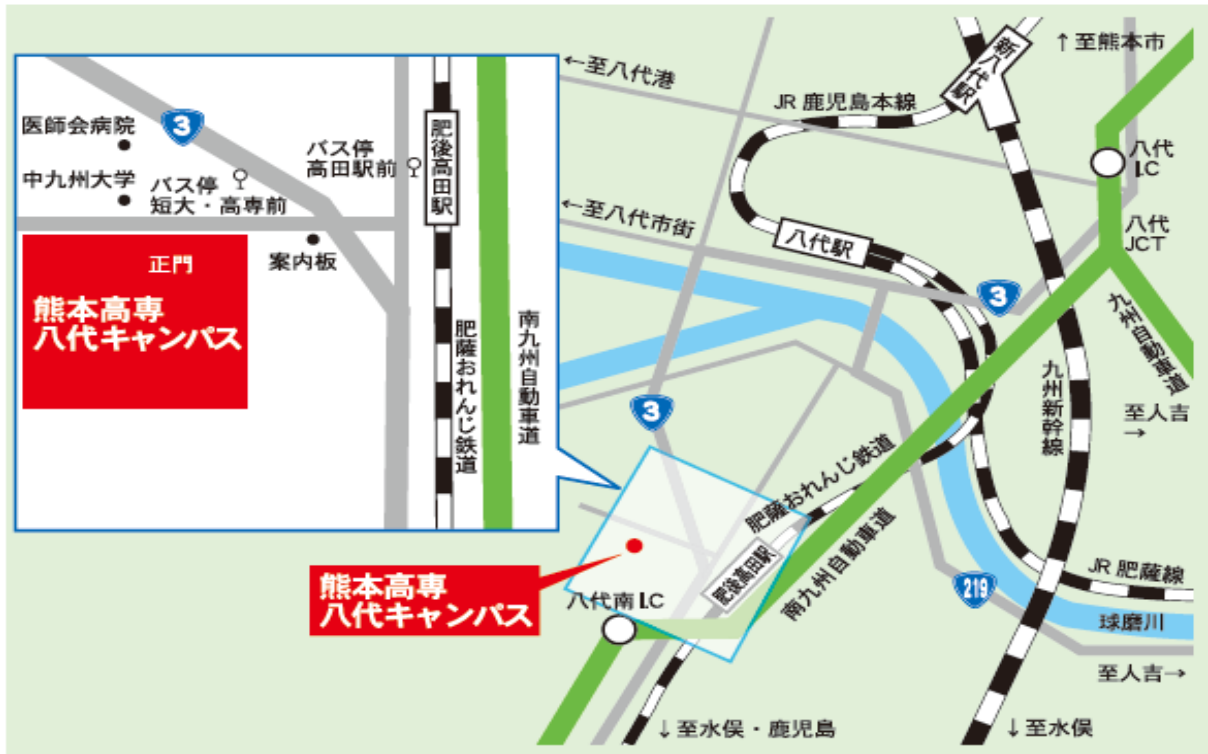 医師会病院
中九州大学
3
バス停
短大・高専前
バス停
高田駅前
肥後高田駅
案内板
正門
熊本高専
八代キャンパス
肥薩おれんじ鉄道
南九州自動車道
←至八代港
JR 鹿児島本線
新八代駅
↑至熊本市
八代
I.C
八代
JCT
←至八代市街
八代駅
3
九州自動車道
九州新幹線
至人吉
→
3
肥薩おれんじ鉄道
肥後高田駅
南九州自動車道
熊本高専
八代キャンパス
八代南 I.C
219
JR 肥薩線
球磨川
至人吉→
↓至水俣・鹿児島
↓至水俣